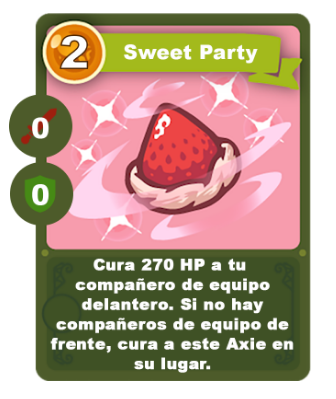 2
Sweet Party
0
0
Cura 270 HP a tu
compañero de equipo
delantero. Si no hay
compañeros de equipo de
frente, cura a este Axie en
su lugar.